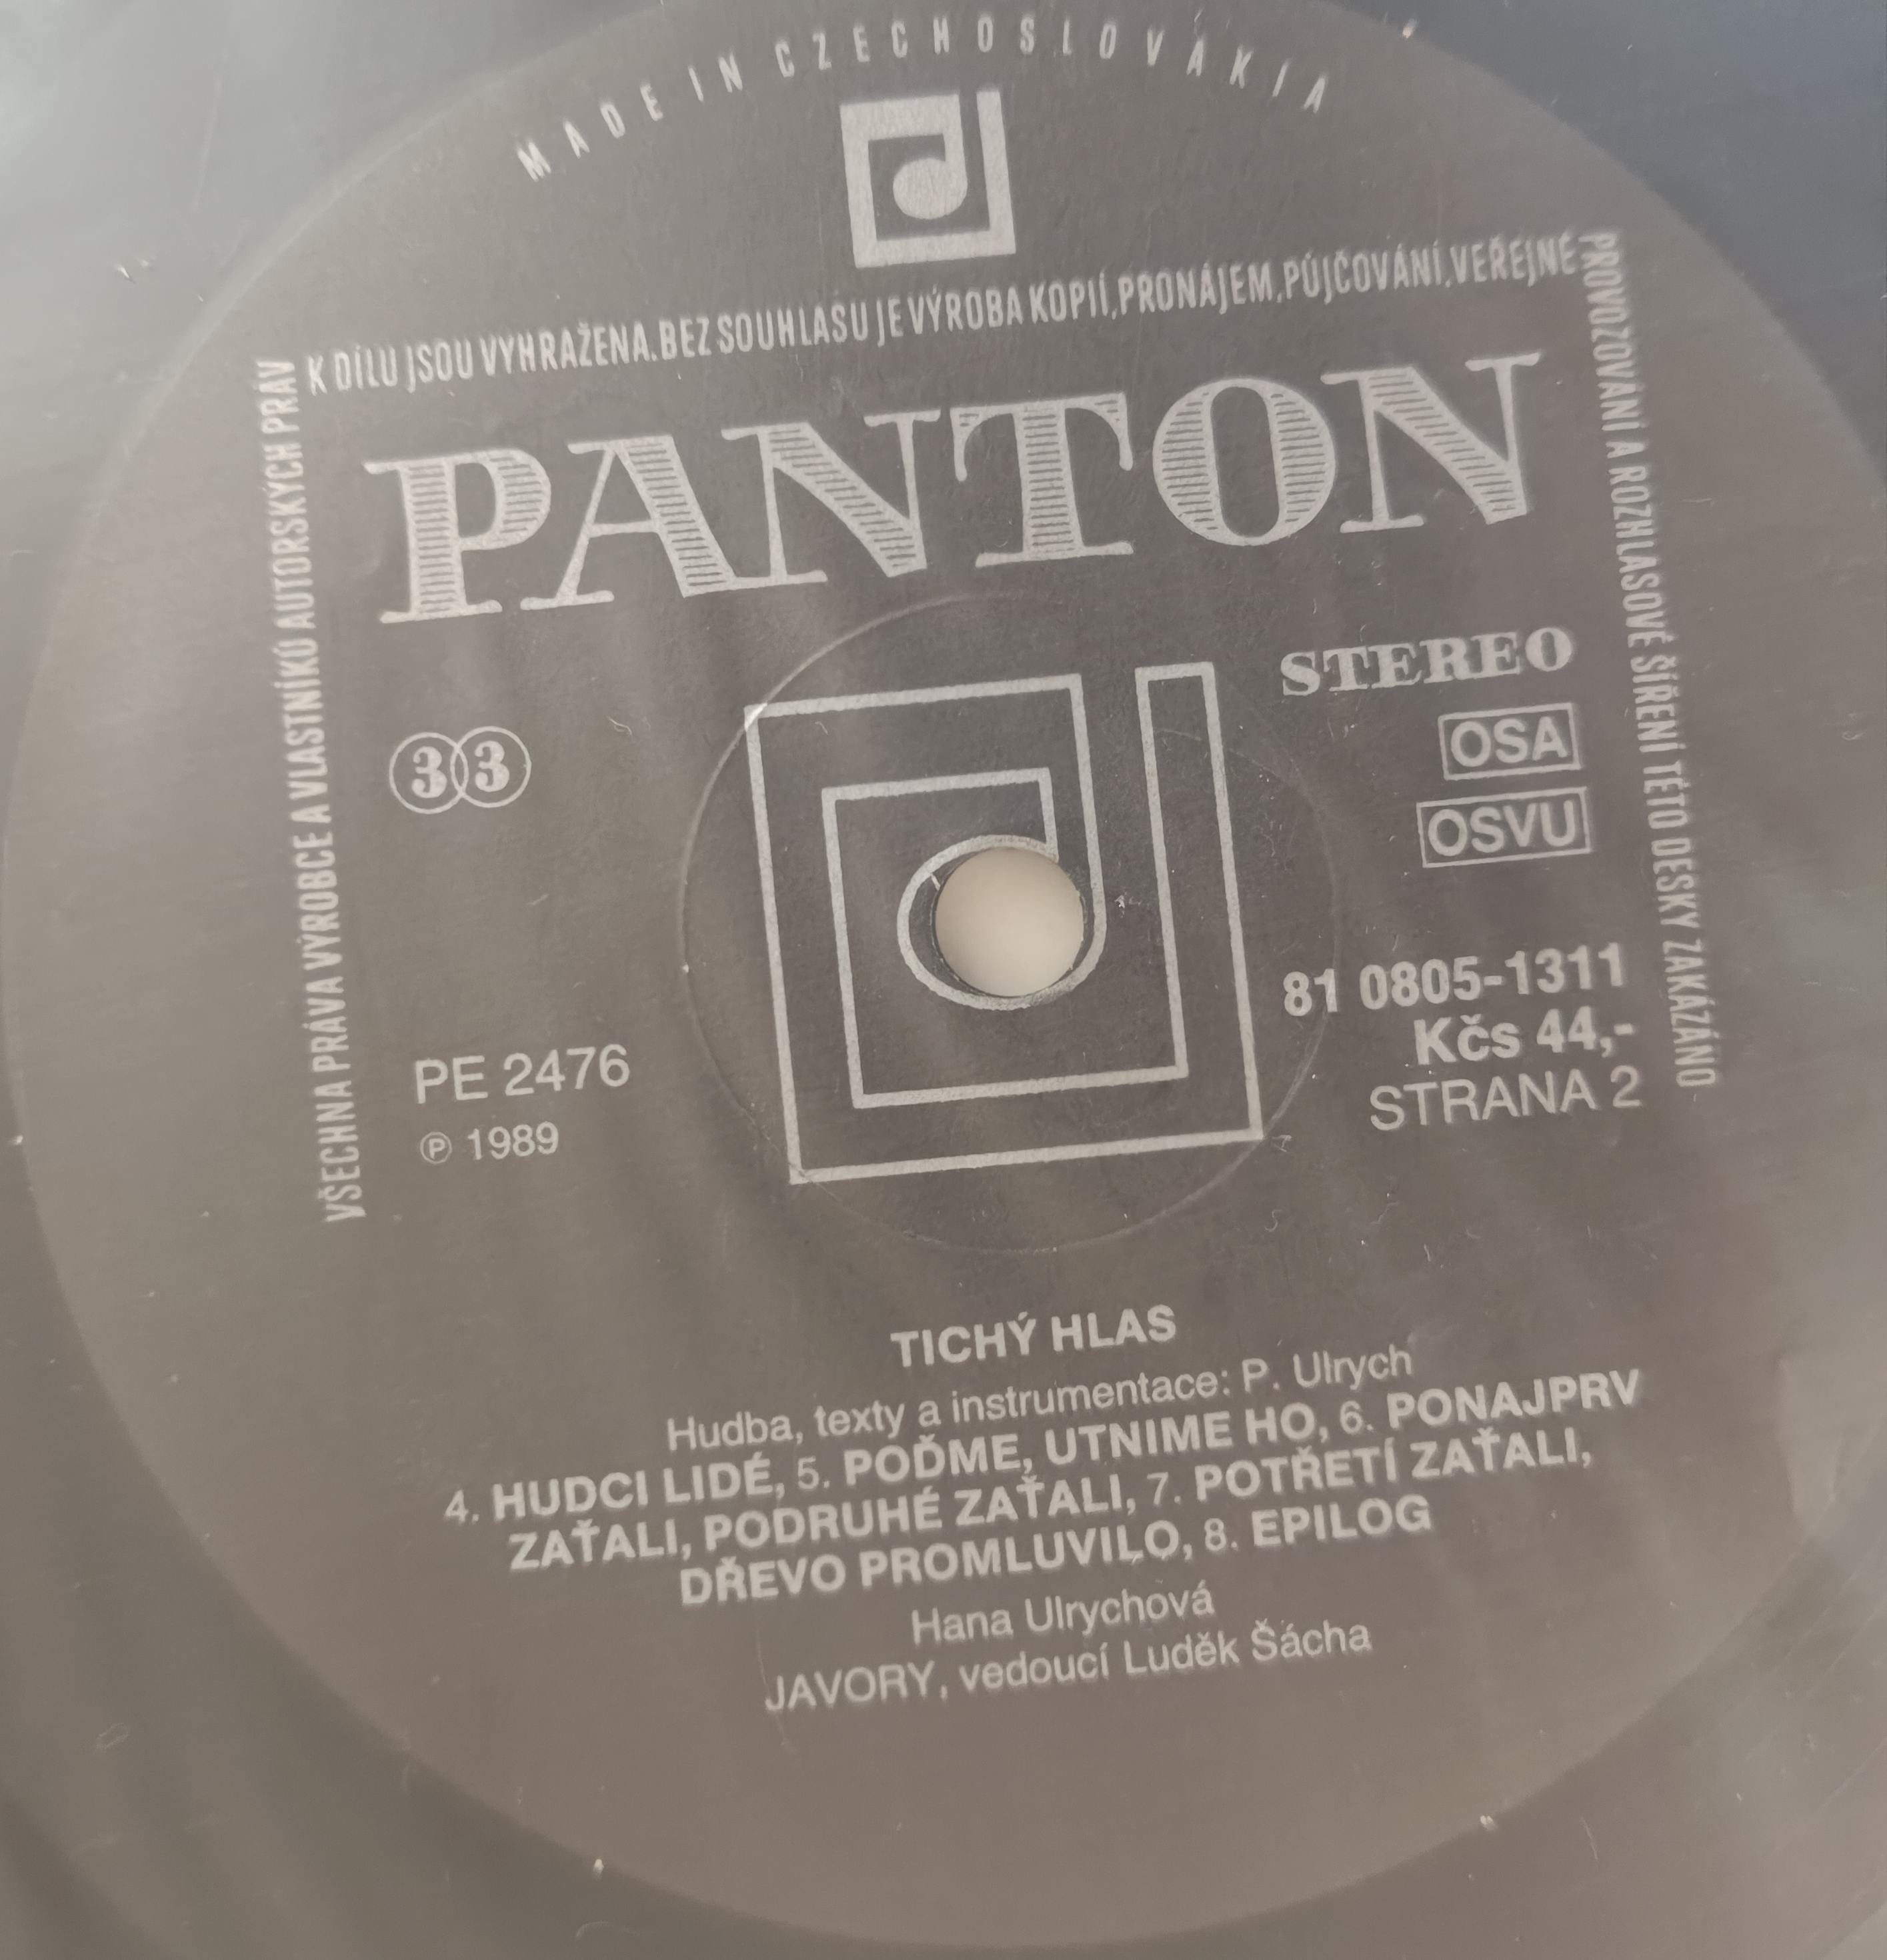 MADE IN CZECHOSLOVAKIA
VŠECHNA PRÁVA VÝROBCE A VLASTNÍKŮ AUTORSKÝCH PRÁV
K DÍLU JSOU VYHRAŽENA. BEZ SOUHLASU JE VÝROBA KOPIÍ, PRONÁJEM, PŮJČOVÁNÍ, VEŘEJNÉ
PROVOZOVÁNÍ A ROZHLASOVÉ ŠÍŘENÍ TÉTO DESKY ZAKÁZÁNO
PANTON
STEREO
33
OSA
OSVU
81 0805-1311
Kčs 44,-
STRANA 2
PE 2476
Ⓟ 1989
TICHÝ HLAS
Hudba, texty a instrumentace: P. Ulrych
4. HUDCI LIDÉ, 5. POĎME, UTNIME HO, 6. PONAJPRV
ZAŤALI, PODRUHÉ ZAŤALI, 7. POTŘETÍ ZAŤALI,
DŘEVO PROMLUVILO, 8. EPILOG
Hana Ulrychová
JAVORY, vedoucí Luděk Šácha